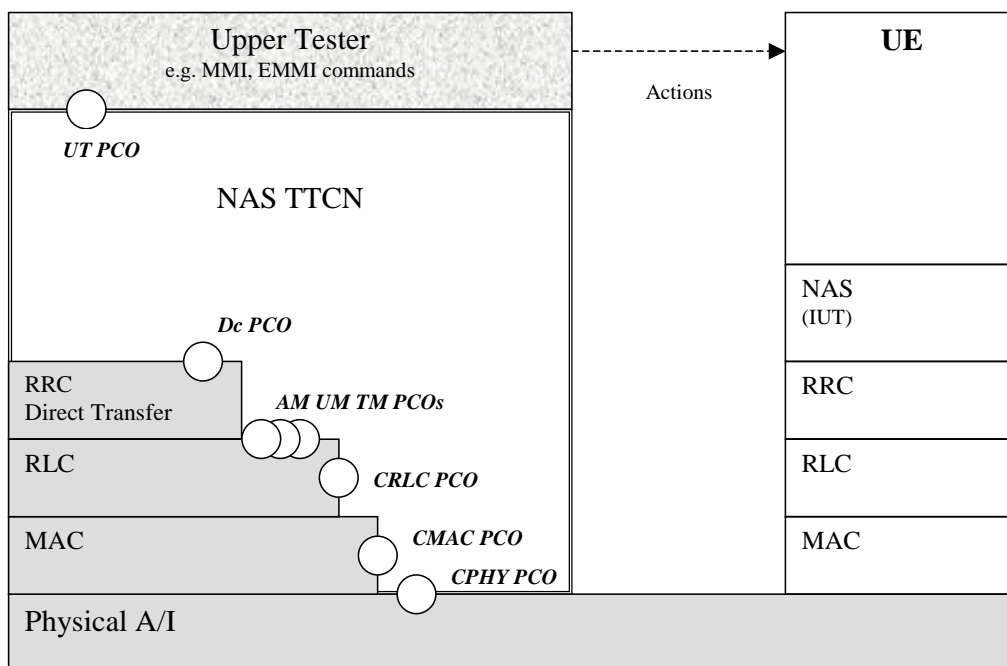 Upper Tester
e.g. MMI, EMMI commands
UE
Actions
UT PCO
NAS TTCN
NAS
(IUT)
Dc PCO
RRC
Direct Transfer
AM UM TM PCOs
RRC
RLC
CRLC PCO
RLC
MAC
CMAC PCO
MAC
CPHY PCO
Physical A/I